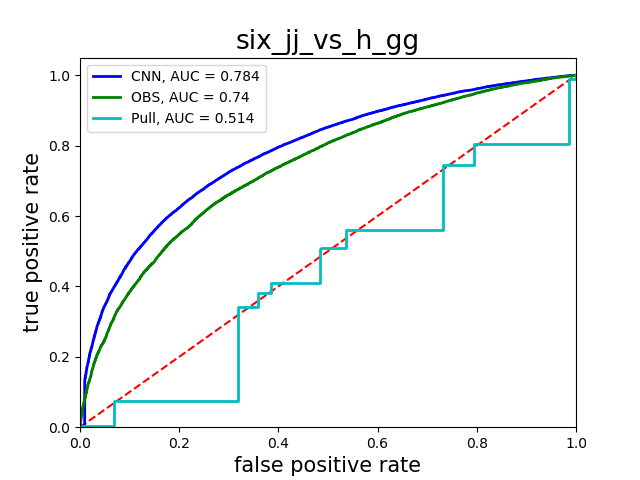 six_jj_vs_h_gg
CNN, AUC = 0.784
OBS, AUC = 0.74
Pull, AUC = 0.514
true positive rate
1.0
0.8
0.6
0.4
0.2
0.0
0.0 0.2 0.4 0.6 0.8 1.0
false positive rate